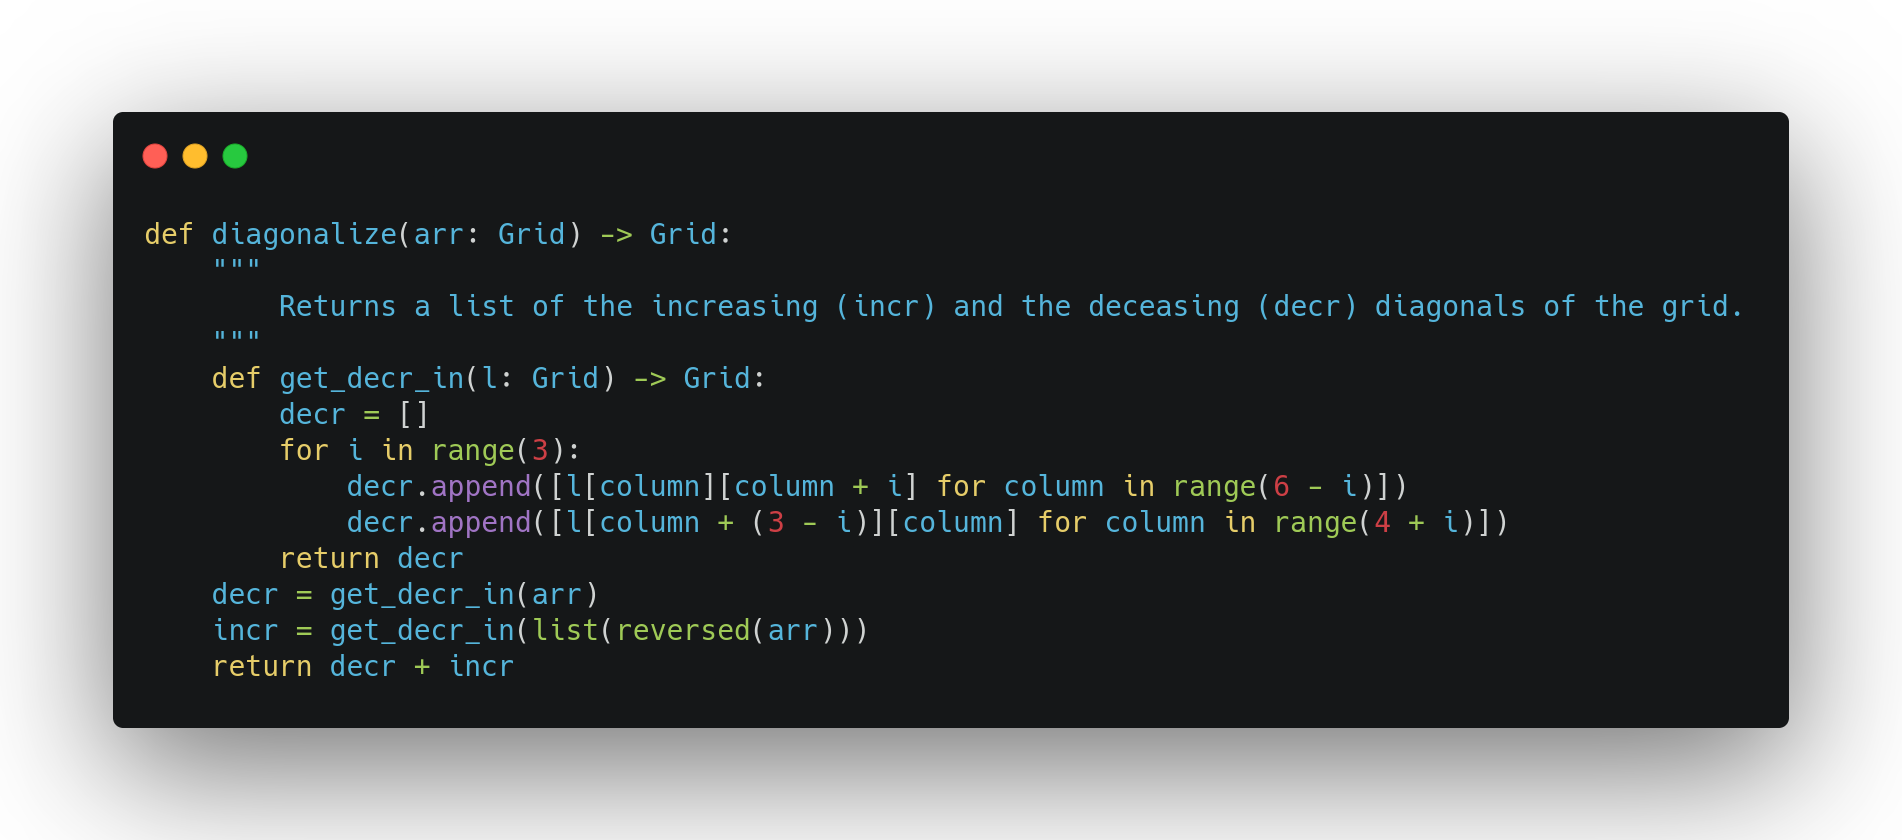 def diagonalize(arr: Grid) -> Grid:
    """
        Returns a list of the increasing (incr) and the deceasing (decr) diagonals of the grid.
    """
    def get_decr_in(l: Grid) -> Grid:
        decr = []
        for i in range(3):
            decr.append([l[column][column + i] for column in range(6 - i)])
            decr.append([l[column + (3 - i)][column] for column in range(4 + i)])
        return decr
    decr = get_decr_in(arr)
    incr = get_decr_in(list(reversed(arr)))
    return decr + incr